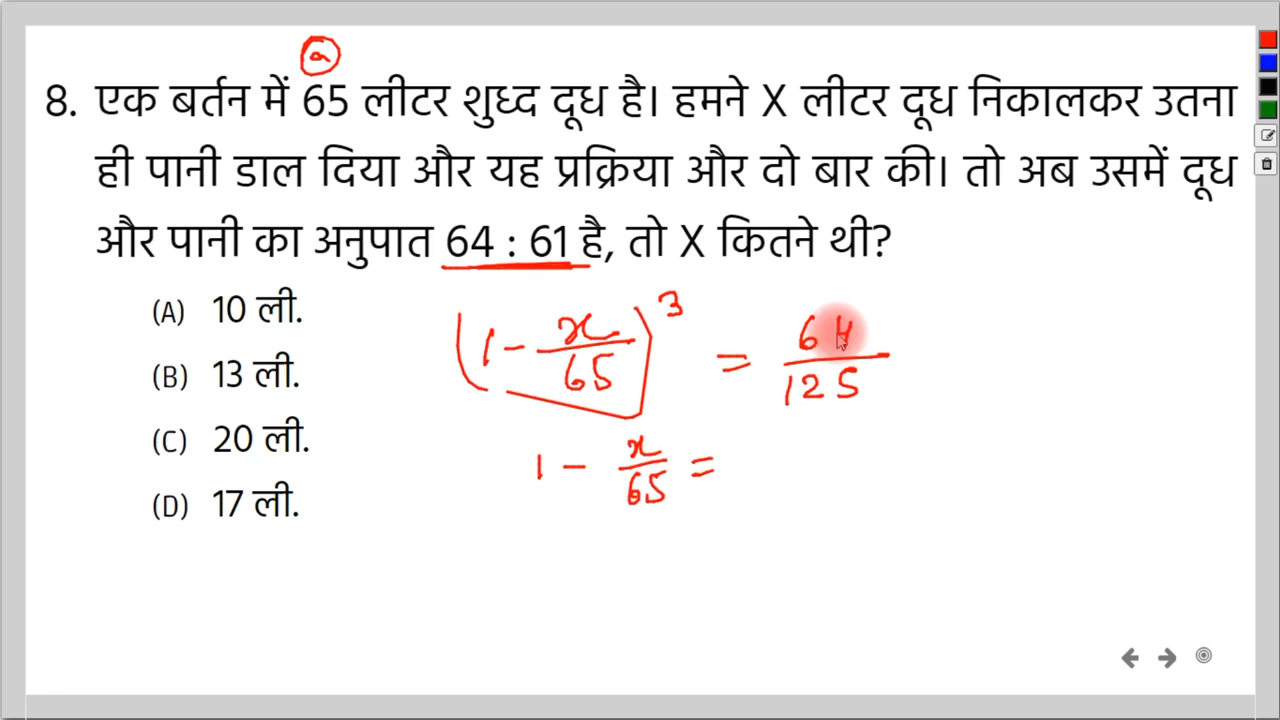 a
8. एक बर्तन में 65 लीटर शुध्द दूध है। हमने X लीटर दूध निकालकर उतना
ही पानी डाल दिया और यह प्रक्रिया और दो बार की। तो अब उसमें दूध
और पानी का अनुपात 64 : 61 है, तो X कितने थी?
(A) 10 ली.
(B) 13 ली.
(C) 20 ली.
(D) 17 ली.
(1 - x/65)³ = 64/125
1 - x/65 =